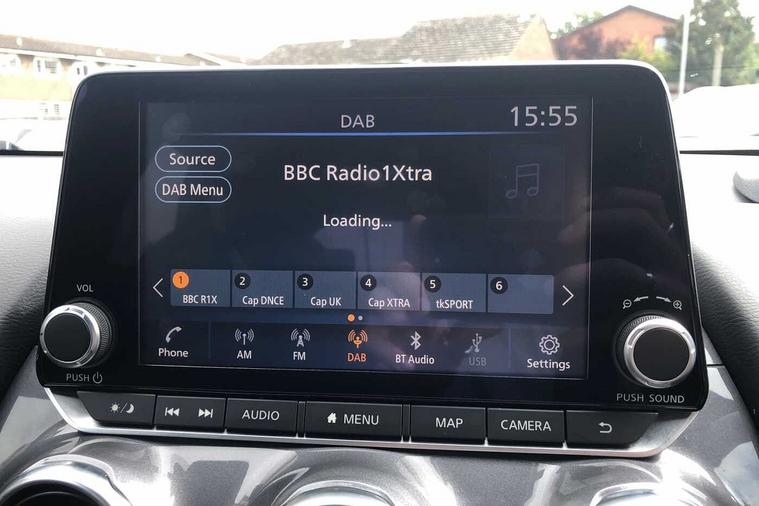 DAB
15:55
Source
DAB Menu
BBC Radio1Xtra
Loading...
1 2 3 4 5 6
BBC R1X Cap DNCE Cap UK Cap XTRA tkSPORT
Phone AM FM DAB BT Audio USB Settings
VOL
PUSH
PUSH SOUND
AUDIO MENU MAP CAMERA